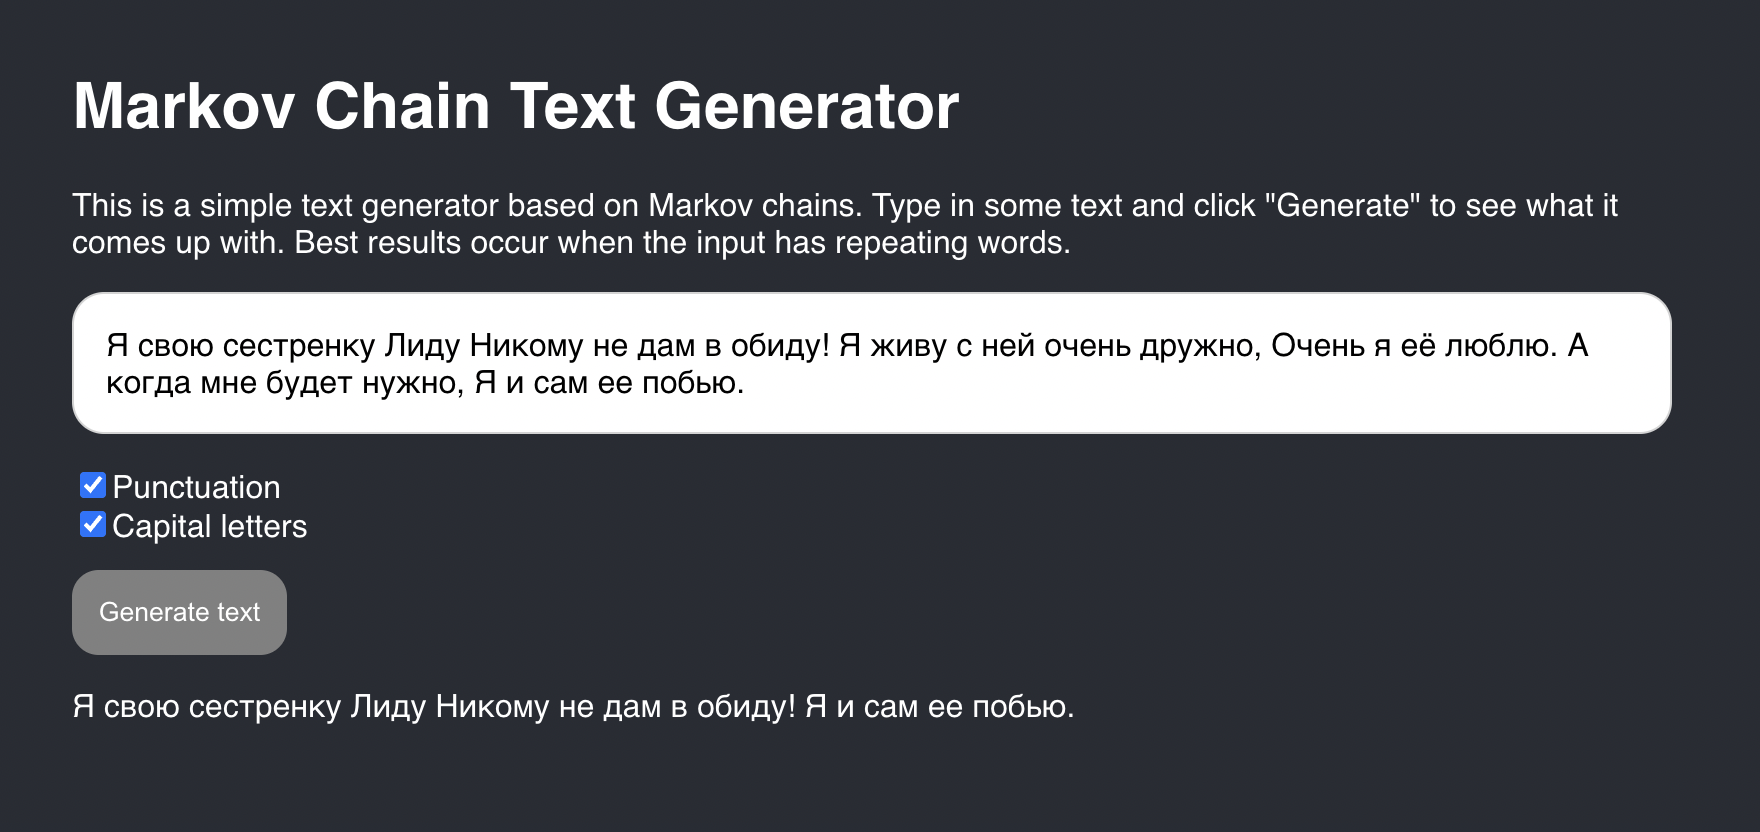 Markov Chain Text Generator
This is a simple text generator based on Markov chains. Type in some text and click "Generate" to see what it
comes up with. Best results occur when the input has repeating words.
Я свою сестренку Лиду Никому не дам в обиду! Я живу с ней очень дружно, Очень я её люблю. А
когда мне будет нужно, Я и сам ее побью.
Punctuation
Capital letters
Generate text
Я свою сестренку Лиду Никому не дам в обиду! Я и сам ее побью.